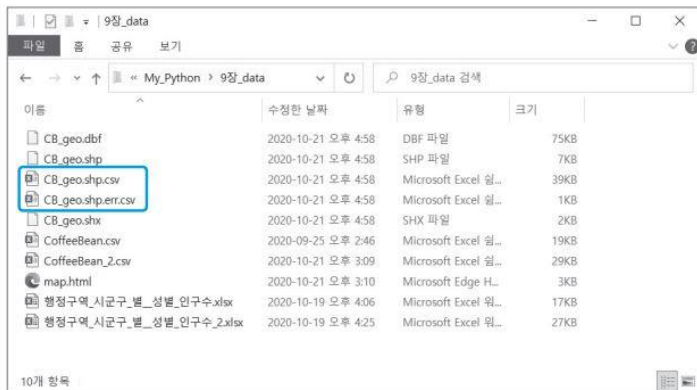 9장_data
파일 홈 공유 보기
« My_Python › 9장_data 9장_data 검색
이름 수정한 날짜 유형 크기
CB_geo.dbf 2020-10-21 오후 4:58 DBF 파일 75KB
CB_geo.shp 2020-10-21 오후 4:58 SHP 파일 7KB
CB_geo.shp.csv 2020-10-21 오후 4:58 Microsoft Excel 쉼... 39KB
CB_geo.shp.err.csv 2020-10-21 오후 4:58 Microsoft Excel 쉼... 1KB
CB_geo.shx 2020-10-21 오후 4:58 SHX 파일 2KB
CoffeeBean.csv 2020-09-25 오후 2:46 Microsoft Excel 쉼... 19KB
CoffeeBean_2.csv 2020-10-21 오후 3:09 Microsoft Excel 쉼... 29KB
map.html 2020-10-21 오후 3:10 Microsoft Edge H... 3KB
행정구역_시군구_별__성별_인구수.xlsx 2020-10-19 오후 4:06 Microsoft Excel 워... 17KB
행정구역_시군구_별__성별_인구수_2.xlsx 2020-10-19 오후 4:25 Microsoft Excel 워... 27KB
10개 항목